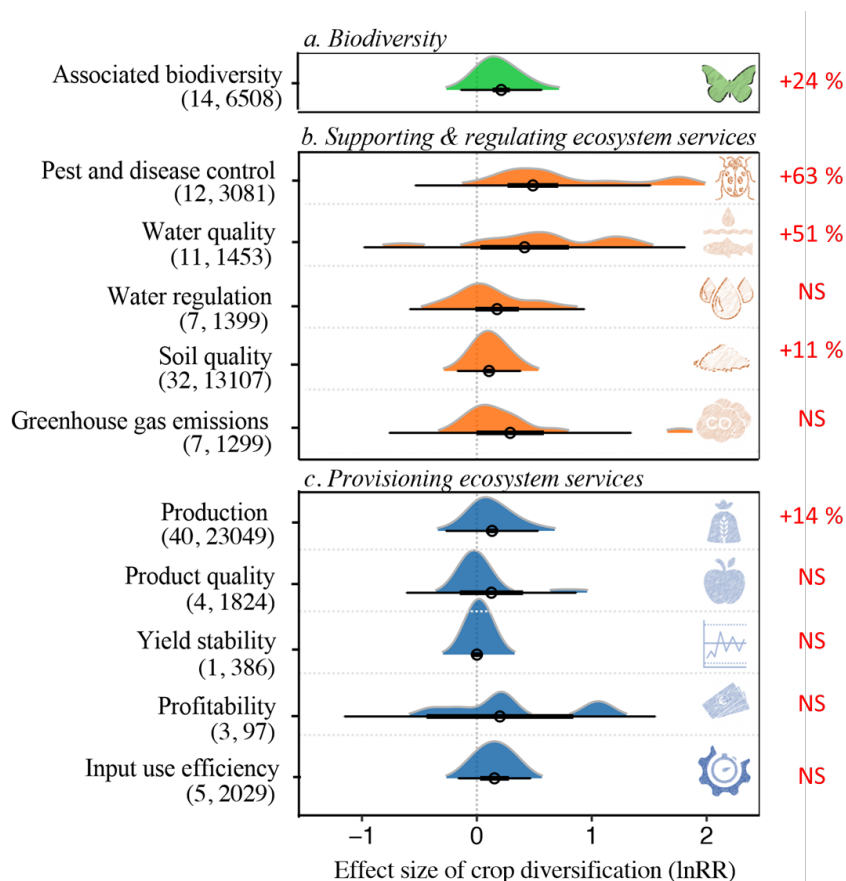 a. Biodiversity
Associated biodiversity
(14, 6508)
+24 %
b. Supporting & regulating ecosystem services
Pest and disease control
(12, 3081)
+63 %
Water quality
(11, 1453)
+51 %
Water regulation
(7, 1399)
NS
Soil quality
(32, 13107)
+11 %
Greenhouse gas emissions
(7, 1299)
NS
CO
c. Provisioning ecosystem services
Production
(40, 23049)
+14 %
Product quality
(4, 1824)
NS
Yield stability
(1, 386)
NS
Profitability
(3, 97)
NS
Input use efficiency
(5, 2029)
NS
−1 0 1 2
Effect size of crop diversification (lnRR)